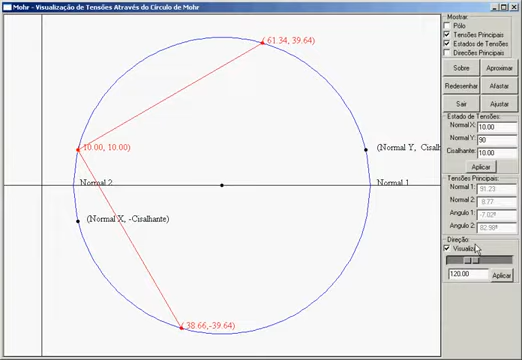 Mohr - Visualização de Tensões Através do Círculo de Mohr
( 61.34, 39.64)
( 10.00, 10.00)
(Normal Y, Cisalh
Normal 2
Normal 1
(Normal X, -Cisalhante)
( 38.66,-39.64)
Mostrar
Pólo
Tensões Principais
Estados de Tensões
Direcões Principais
Sobre Aproximar
Redesenhar Afastar
Sair Ajustar
Estado de Tensões:
Normal X: 10.00
Normal Y: 90
Cisalhante: 10.00
Aplicar
Tensões Principais:
Normal 1: 91.23
Normal 2: 8.77
Angulo 1: -7.02º
Angulo 2: 82.98º
Direção:
Visualiza
120.00 Aplicar